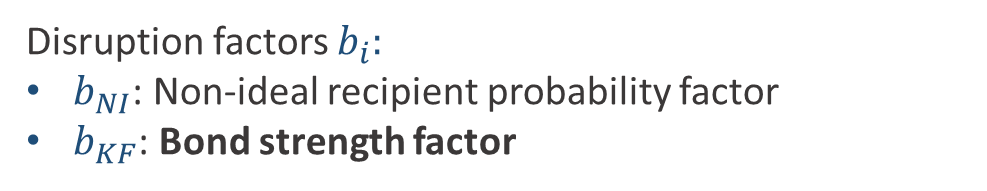 Disruption factors b_i:
• b_NI: Non-ideal recipient probability factor
• b_KF: Bond strength factor